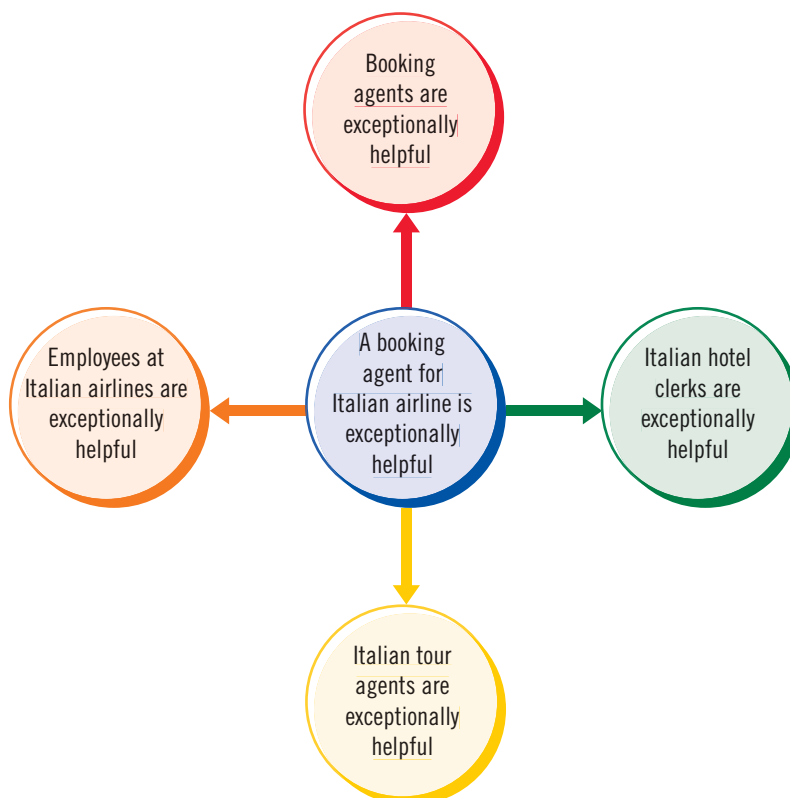 Booking
agents are
exceptionally
helpful
Employees at
Italian airlines are
exceptionally
helpful
A booking
agent for
Italian airline is
exceptionally
helpful
Italian hotel
clerks are
exceptionally
helpful
Italian tour
agents are
exceptionally
helpful